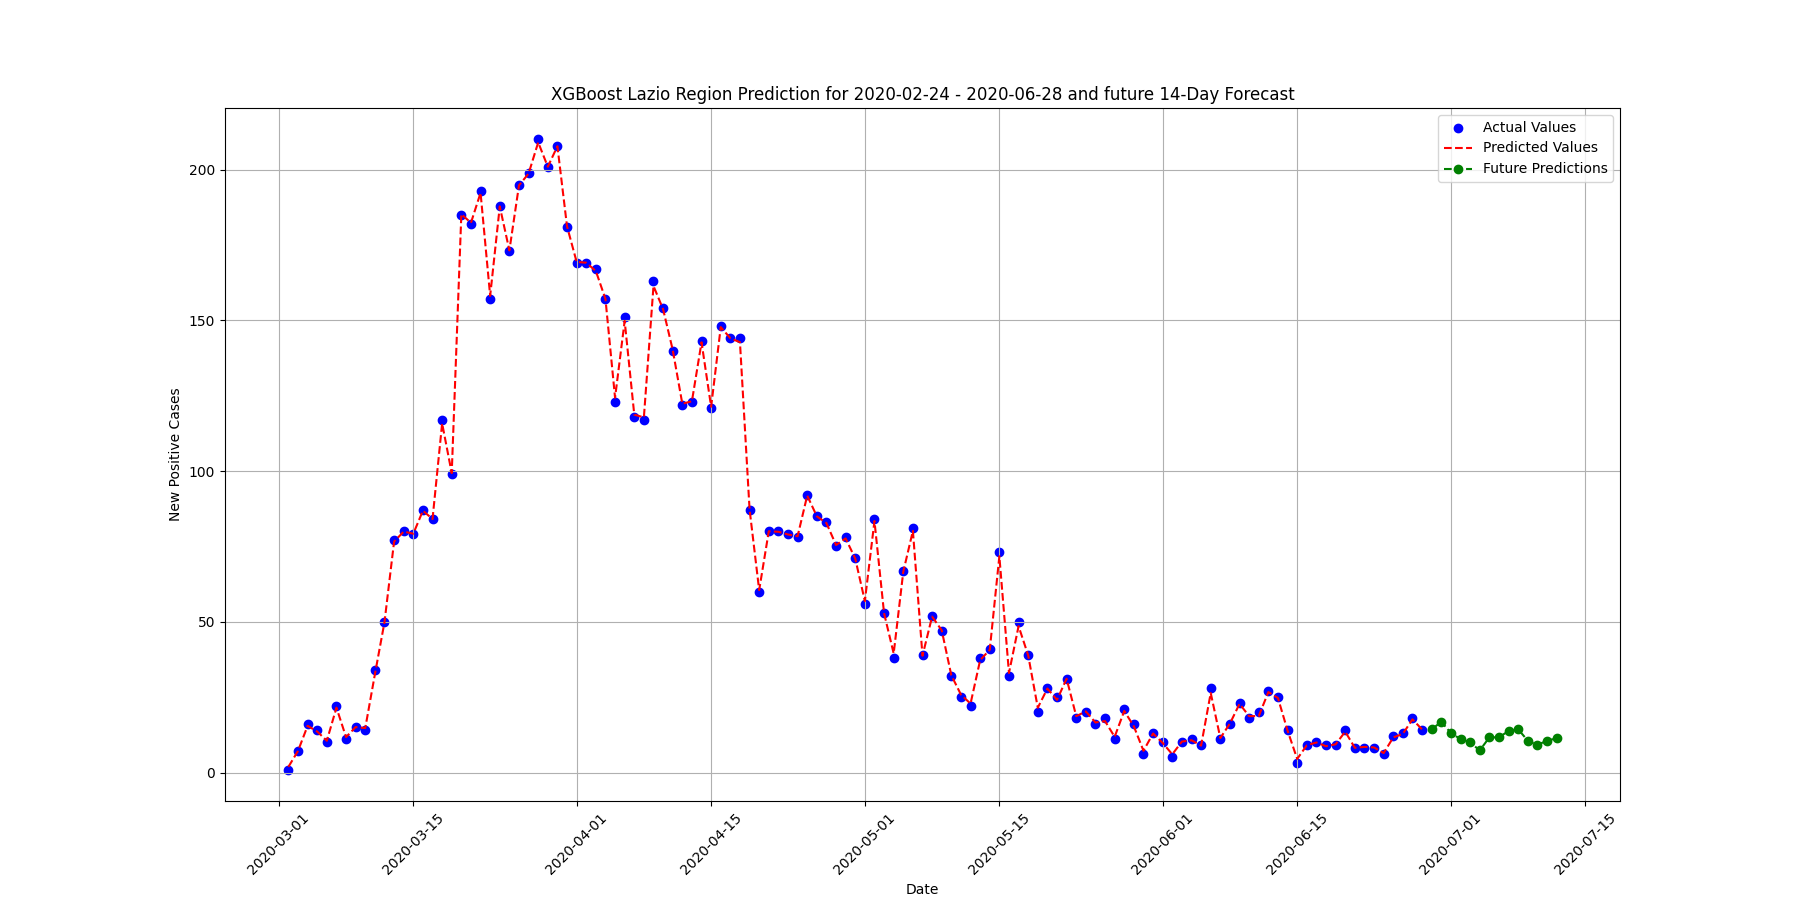 XGBoost Lazio Region Prediction for 2020-02-24 - 2020-06-28 and future 14-Day Forecast
Actual Values
Predicted Values
Future Predictions
New Positive Cases
200
150
100
50
0
2020-03-01
2020-03-15
2020-04-01
2020-04-15
2020-05-01
2020-05-15
2020-06-01
2020-06-15
2020-07-01
2020-07-15
Date